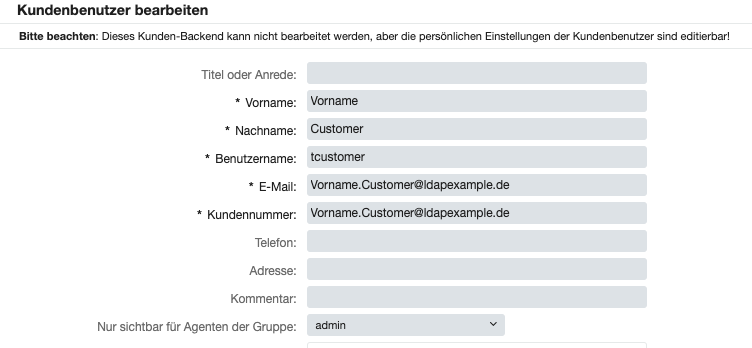 Kundenbenutzer bearbeiten
Bitte beachten: Dieses Kunden-Backend kann nicht bearbeitet werden, aber die persönlichen Einstellungen der Kundenbenutzer sind editierbar!
Titel oder Anrede:
* Vorname: Vorname
* Nachname: Customer
* Benutzername: tcustomer
* E-Mail: Vorname.Customer@ldapexample.de
* Kundennummer: Vorname.Customer@ldapexample.de
Telefon:
Adresse:
Kommentar:
Nur sichtbar für Agenten der Gruppe: admin